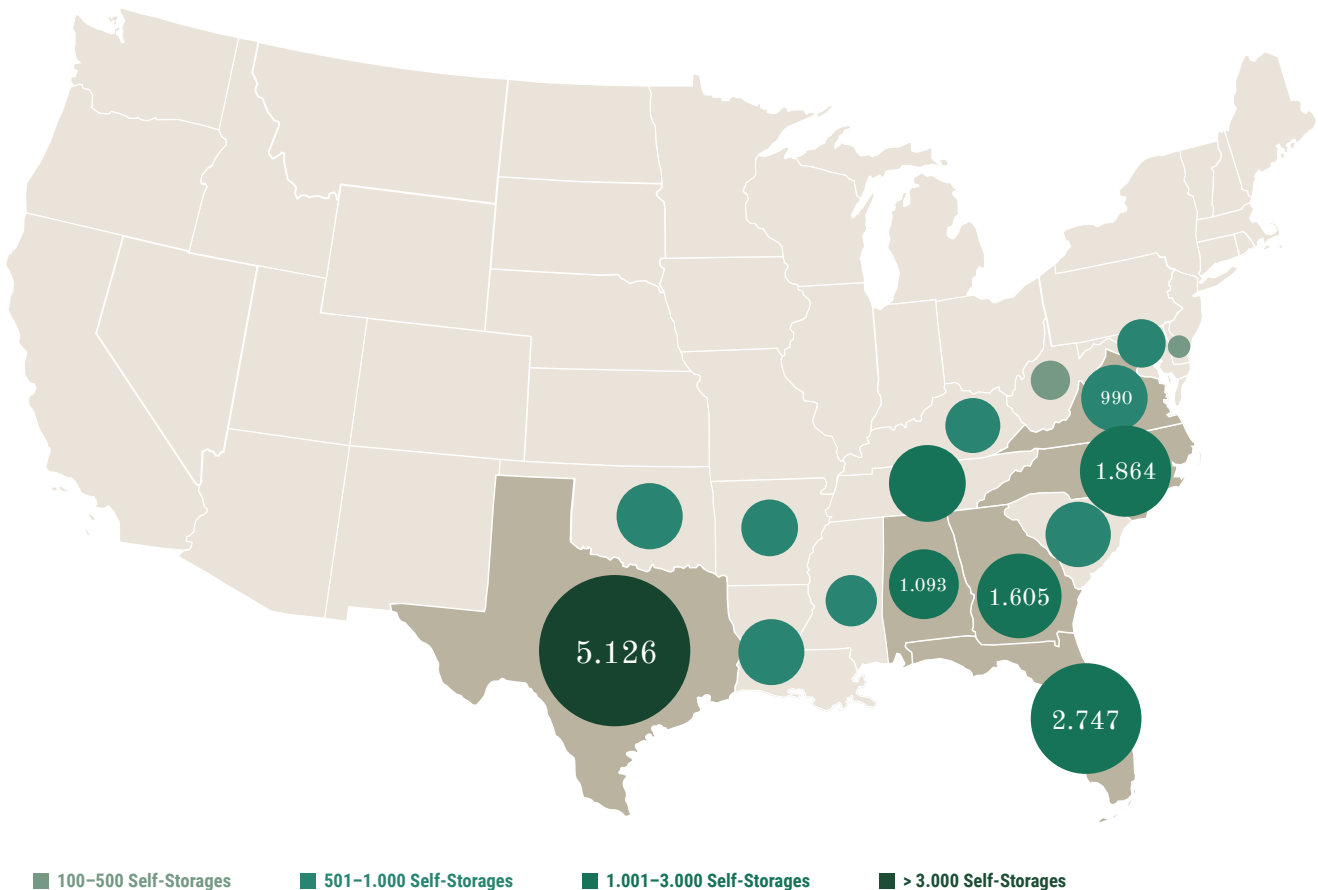 990
1.864
1.093
1.605
5.126
2.747
100–500 Self-Storages
501–1.000 Self-Storages
1.001–3.000 Self-Storages
> 3.000 Self-Storages